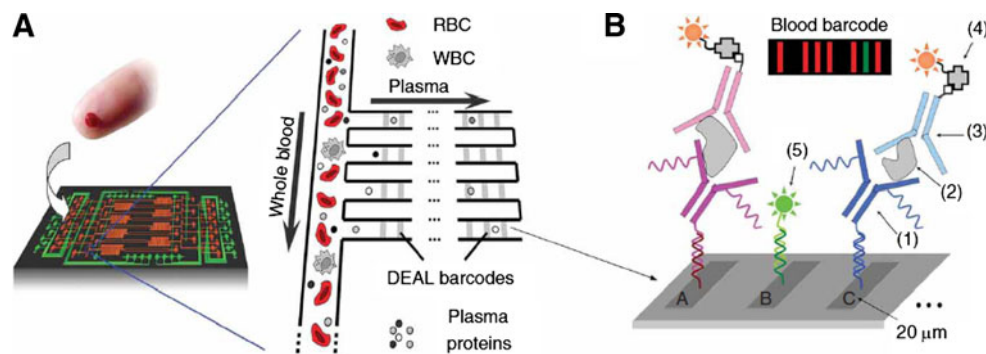 A
RBC
WBC
Plasma
Whole blood
DEAL barcodes
Plasma
proteins
B
Blood barcode
(4)
(3)
(5)
(2)
(1)
A
B
C
20 μm